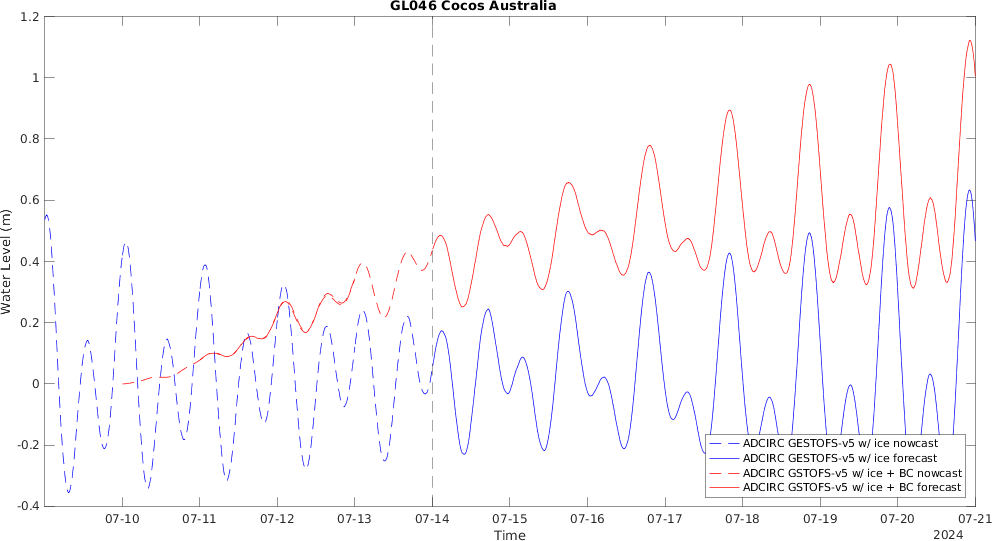 GL046 Cocos Australia
1.2
1
0.8
0.6
0.4
0.2
0
-0.2
-0.4
Water Level (m)
ADCIRC GESTOFS-v5 w/ ice nowcast
ADCIRC GESTOFS-v5 w/ ice forecast
ADCIRC GSTOFS-v5 w/ ice + BC nowcast
ADCIRC GSTOFS-v5 w/ ice + BC forecast
07-10 07-11 07-12 07-13 07-14 07-15 07-16 07-17 07-18 07-19 07-20 07-21
Time
2024